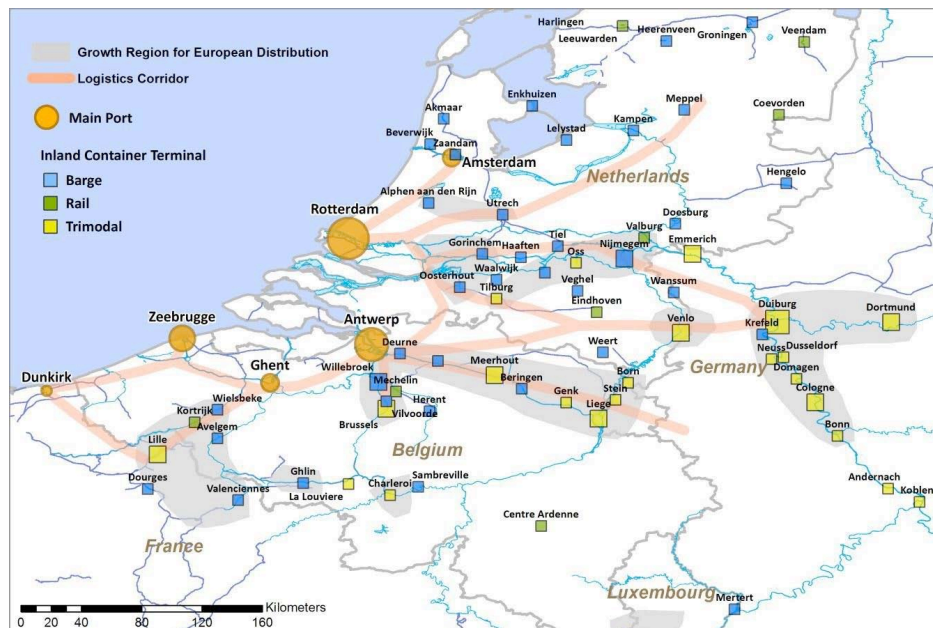 Growth Region for European Distribution
Logistics Corridor
Main Port
Inland Container Terminal
Barge
Rail
Trimodal
Harlingen
Leeuwarden
Heerenveen
Groningen
Veendam
Akmaar
Enkhuizen
Meppel
Coevorden
Beverwijk
Zaandam
Lelystad
Kampen
Amsterdam
Netherlands
Hengelo
Alphen aan den Rijn
Utrech
Rotterdam
Doesburg
Valburg
Gorinchem
Haaften
Tiel
Nijmegem
Emmerich
Oss
Oosterhout
Waalwijk
Tilburg
Veghel
Wanssum
Eindhoven
Zeebrugge
Antwerp
Venlo
Duiburg
Dortmund
Krefeld
Deurne
Weert
Neuss
Dusseldorf
Dunkirk
Ghent
Willebroek
Meerhout
Born
Germany
Domagen
Mechelin
Beringen
Genk
Stein
Cologne
Wielsbeke
Kortrijk
Herent
Vilvoorde
Liege
Avelgem
Brussels
Bonn
Lille
Belgium
Dourges
Ghlin
Sambreville
Andernach
Valenciennes
La Louviere
Charleroi
Koblenz
Centre Ardenne
France
Luxembourg
Mertert
Kilometers
0 20 40 80 120 160